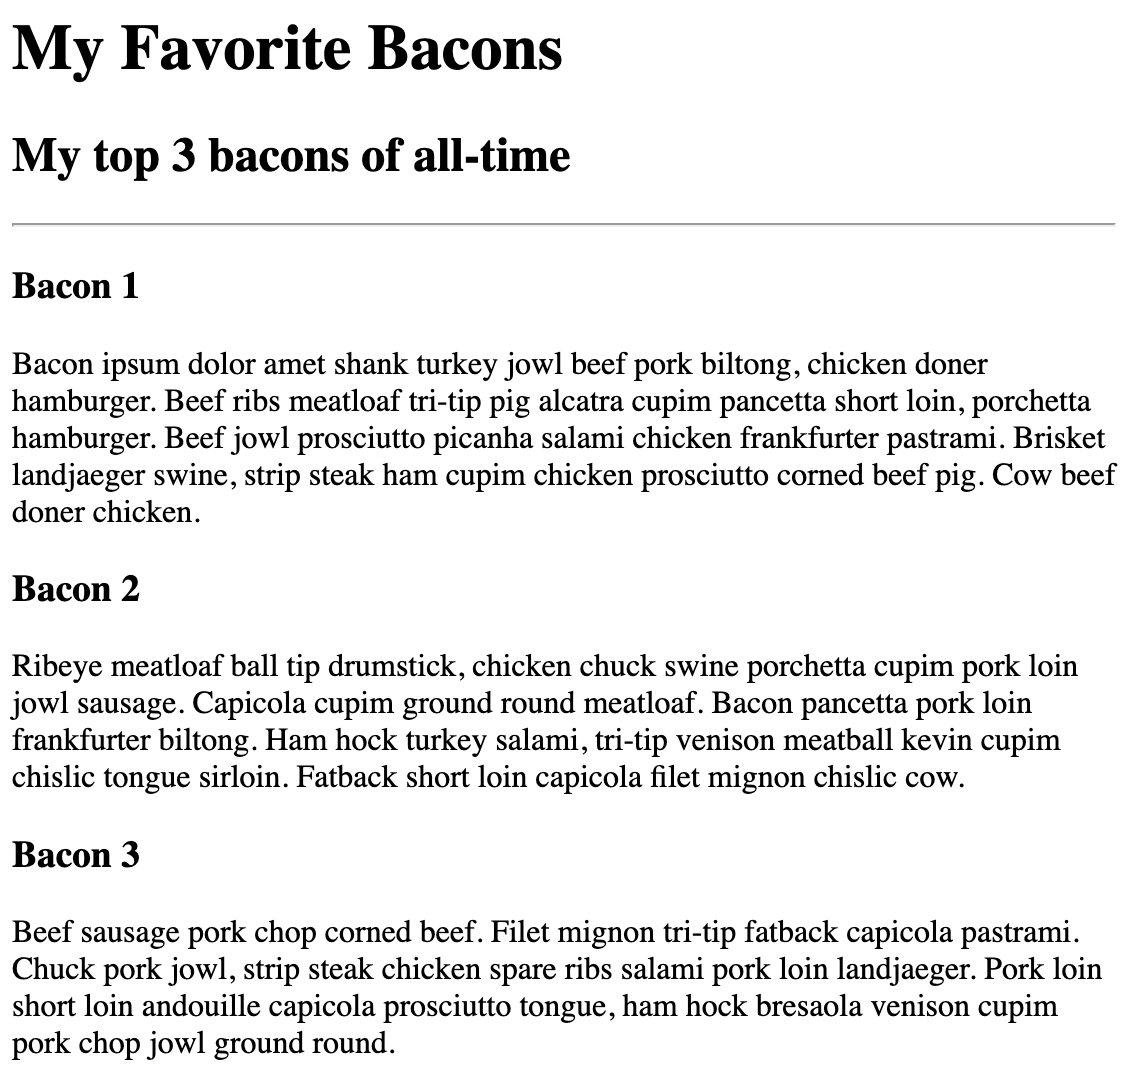 My Favorite Bacons
My top 3 bacons of all-time
Bacon 1
Bacon ipsum dolor amet shank turkey jowl beef pork biltong, chicken doner
hamburger. Beef ribs meatloaf tri-tip pig alcatra cupim pancetta short loin, porchetta
hamburger. Beef jowl prosciutto picanha salami chicken frankfurter pastrami. Brisket
landjaeger swine, strip steak ham cupim chicken prosciutto corned beef pig. Cow beef
doner chicken.
Bacon 2
Ribeye meatloaf ball tip drumstick, chicken chuck swine porchetta cupim pork loin
jowl sausage. Capicola cupim ground round meatloaf. Bacon pancetta pork loin
frankfurter biltong. Ham hock turkey salami, tri-tip venison meatball kevin cupim
chislic tongue sirloin. Fatback short loin capicola filet mignon chislic cow.
Bacon 3
Beef sausage pork chop corned beef. Filet mignon tri-tip fatback capicola pastrami.
Chuck pork jowl, strip steak chicken spare ribs salami pork loin landjaeger. Pork loin
short loin andouille capicola prosciutto tongue, ham hock bresaola venison cupim
pork chop jowl ground round.